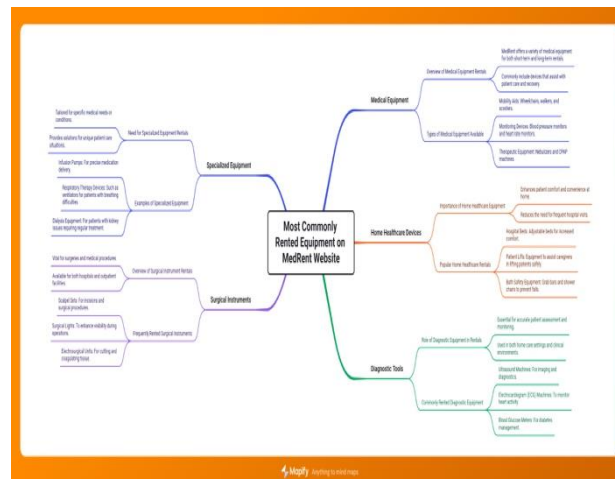 Most Commonly
Rented Equipment on
MedRent Website
Medical Equipment
Overview of Medical Equipment Rentals
MedRent offers a variety of medical equipment
for both short-term and long-term rentals.
Commonly include devices that assist with
patient care and recovery.
Types of Medical Equipment Available
Mobility Aids: Wheelchairs, walkers, and
scooters.
Monitoring Devices: Blood pressure monitors
and heart rate monitors.
Therapeutic Equipment: Nebulizers and CPAP
machines.
Home Healthcare Devices
Importance of Home Healthcare Equipment
Enhances patient comfort and convenience at
home.
Reduces the need for frequent hospital visits.
Popular Home Healthcare Rentals
Hospital Beds: Adjustable beds for increased
comfort.
Patient Lifts: Equipment to assist caregivers
in lifting patients safely.
Bath Safety Equipment: Grab bars and shower
chairs to prevent falls.
Diagnostic Tools
Role of Diagnostic Equipment in Rentals
Essential for accurate patient assessment and
monitoring.
Used in both home care settings and clinical
environments.
Commonly Rented Diagnostic Equipment
Ultrasound Machines: For imaging and
diagnostics.
Electrocardiogram (ECG) Machines: To monitor
heart activity.
Blood Glucose Meters: For diabetes
management.
Specialized Equipment
Need for Specialized Equipment Rentals
Tailored for specific medical needs or
conditions.
Provides solutions for unique patient care
situations.
Examples of Specialized Equipment
Infusion Pumps: For precise medication
delivery.
Respiratory Therapy Devices: Such as
ventilators for patients with breathing
difficulties.
Dialysis Equipment: For patients with kidney
issues requiring regular treatment.
Surgical Instruments
Overview of Surgical Instrument Rentals
Vital for surgeries and medical procedures.
Available for both hospitals and outpatient
facilities.
Frequently Rented Surgical Instruments
Scalpel Sets: For incisions and
surgical procedures.
Surgical Lights: To enhance visibility during
operations.
Electrosurgical Units: For cutting and
coagulating tissue.
Mapify Anything to mind maps.